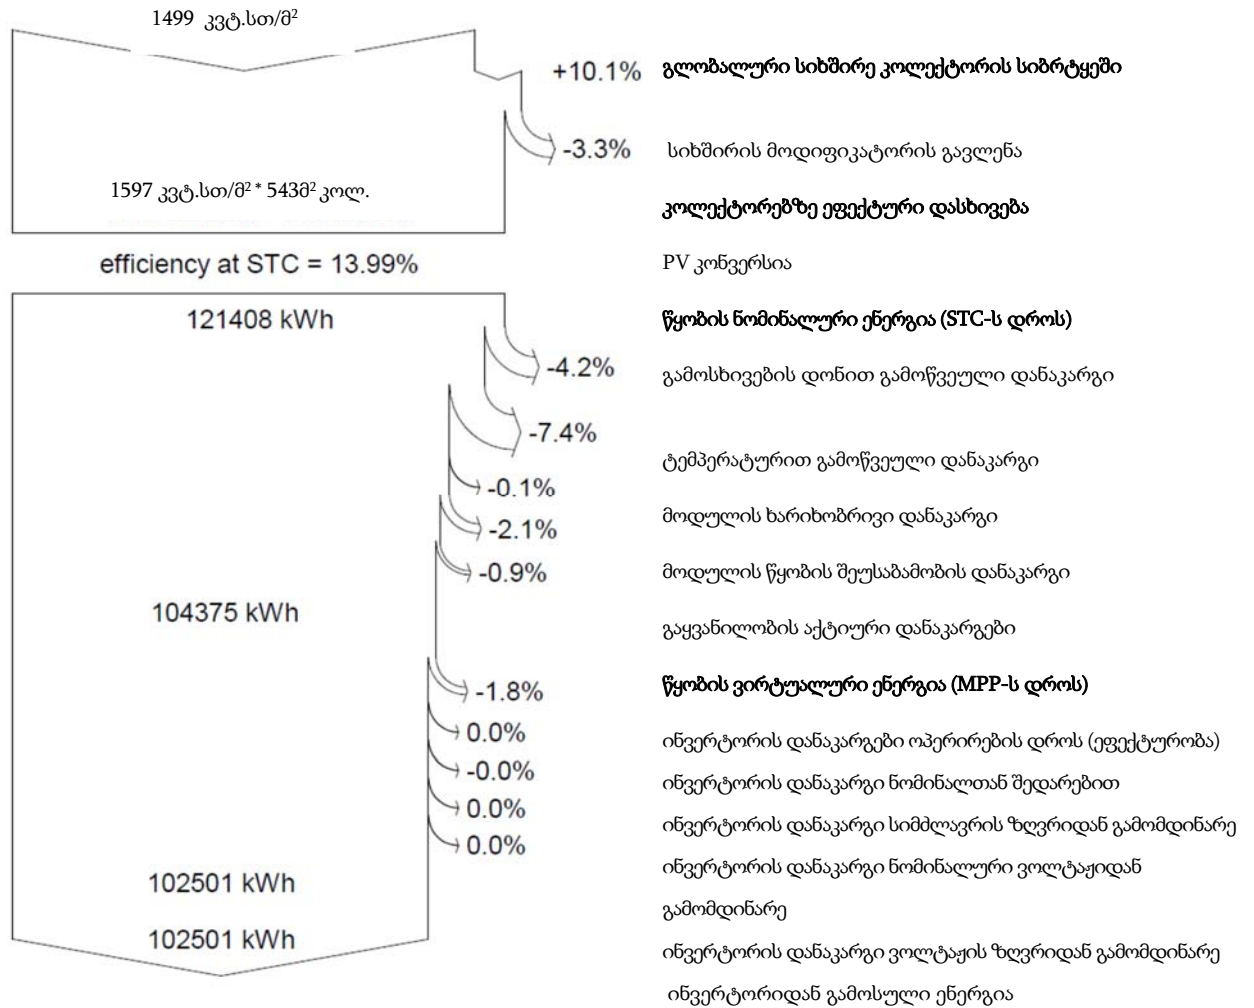 1499 კვტ.სთ/მ²
+10.1% გლობალური სიხშირე კოლექტორის სიბრტყეში
-3.3% სიხშირის მოდიფიკატორის გავლენა
1597 კვტ.სთ/მ² * 543მ² კოლ.
კოლექტორებზე ეფექტური დასხივება
efficiency at STC = 13.99% PV კონვერსია
121408 kWh წყობის ნომინალური ენერგია (STC-ს დროს)
-4.2% გამოსხივების დონით გამოწვეული დანაკარგი
-7.4%
ტემპერატურით გამოწვეული დანაკარგი
-0.1%
მოდულის ხარიხობრივი დანაკარგი
-2.1%
-0.9% მოდულის წყობის შეუსაბამობის დანაკარგი
104375 kWh
გაყვანილობის აქტიური დანაკარგები
-1.8% წყობის ვირტუალური ენერგია (MPP-ს დროს)
0.0% ინვერტორის დანაკარგები ოპერირების დროს (ეფექტურობა)
-0.0% ინვერტორის დანაკარგი ნომინალთან შედარებით
0.0% ინვერტორის დანაკარგი სიმძლავრის ზღვრიდან გამომდინარე
0.0% ინვერტორის დანაკარგი ნომინალური ვოლტაჟიდან
102501 kWh
გამომდინარე
102501 kWh ინვერტორის დანაკარგი ვოლტაჟის ზღვრიდან გამომდინარე
ინვერტორიდან გამოსული ენერგია